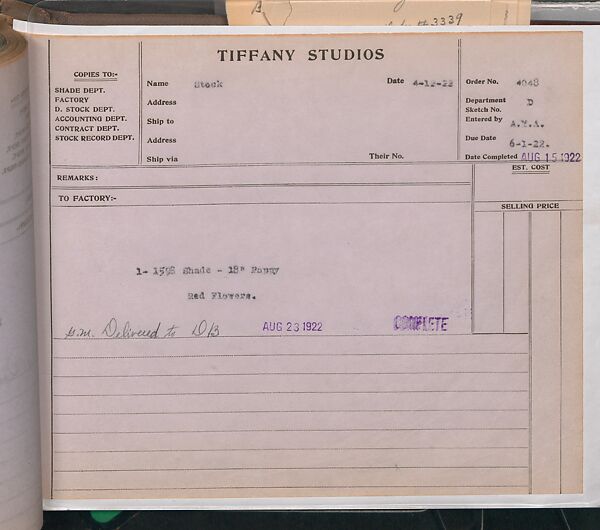 3339
TIFFANY STUDIOS
COPIES TO:-
SHADE DEPT.
FACTORY
D. STOCK DEPT.
ACCOUNTING DEPT.
CONTRACT DEPT.
STOCK RECORD DEPT.
Name Stock Date 4-12-22
Address
Ship to
Address
Ship via Their No.
Order No. 4048
Department D
Sketch No.
Entered by A.M.A.
Due Date 6-1-22.
Date Completed AUG 15 1922
REMARKS:
EST. COST
TO FACTORY:-
SELLING PRICE
1- 1598 Shade - 18" Poppy
Red Flowers.
Delivered to DB AUG 23 1922 COMPLETE